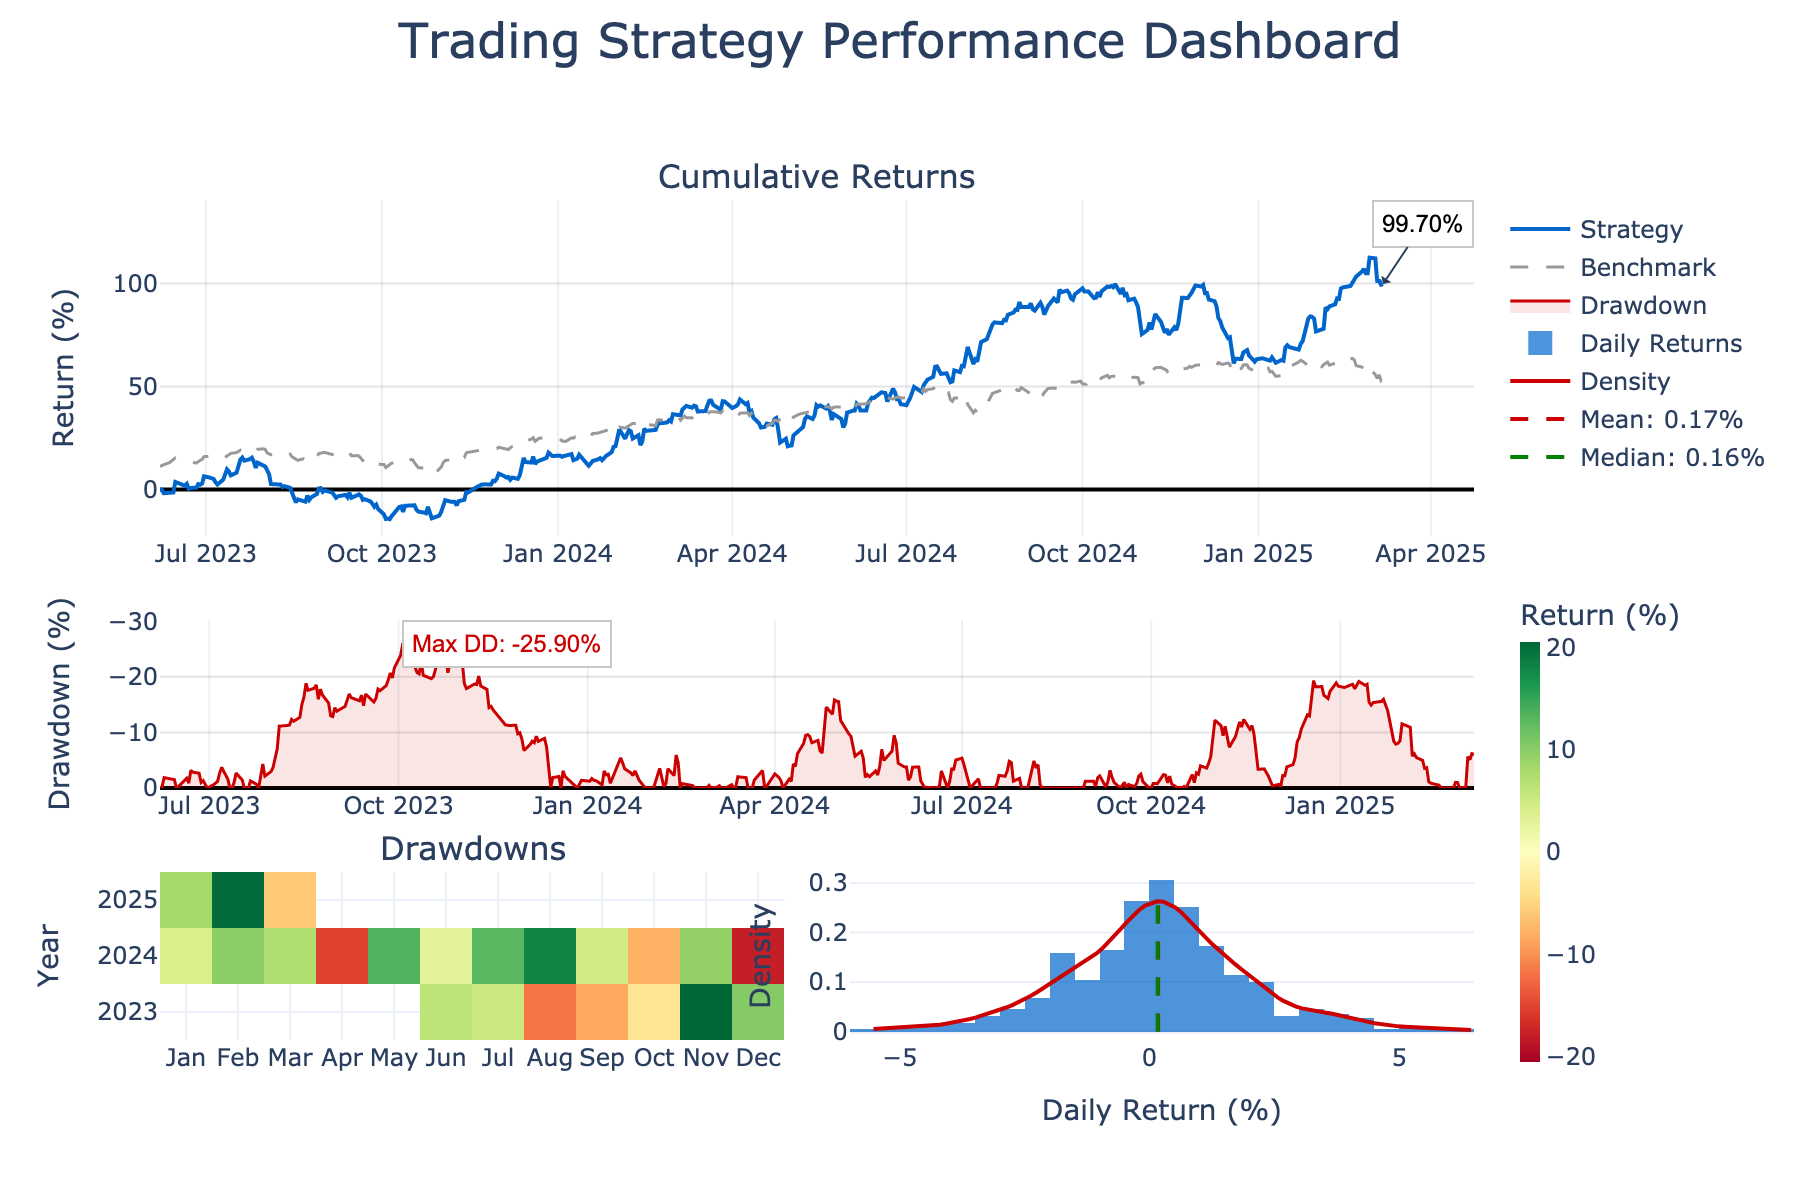 Trading Strategy Performance Dashboard
Cumulative Returns
99.70%
Return (%)
100
50
0
Jul 2023
Oct 2023
Jan 2024
Apr 2024
Jul 2024
Oct 2024
Jan 2025
Apr 2025
Strategy
Benchmark
Drawdown
Daily Returns
Density
Mean: 0.17%
Median: 0.16%
Drawdown (%)
−30
−20
−10
0
Max DD: -25.90%
Jul 2023
Oct 2023
Jan 2024
Apr 2024
Jul 2024
Oct 2024
Jan 2025
Return (%)
20
10
0
−10
−20
Drawdowns
Year
2025
2024
2023
Jan
Feb
Mar
Apr
May
Jun
Jul
Aug
Sep
Oct
Nov
Dec
Density
0.3
0.2
0.1
0
−5
0
5
Daily Return (%)